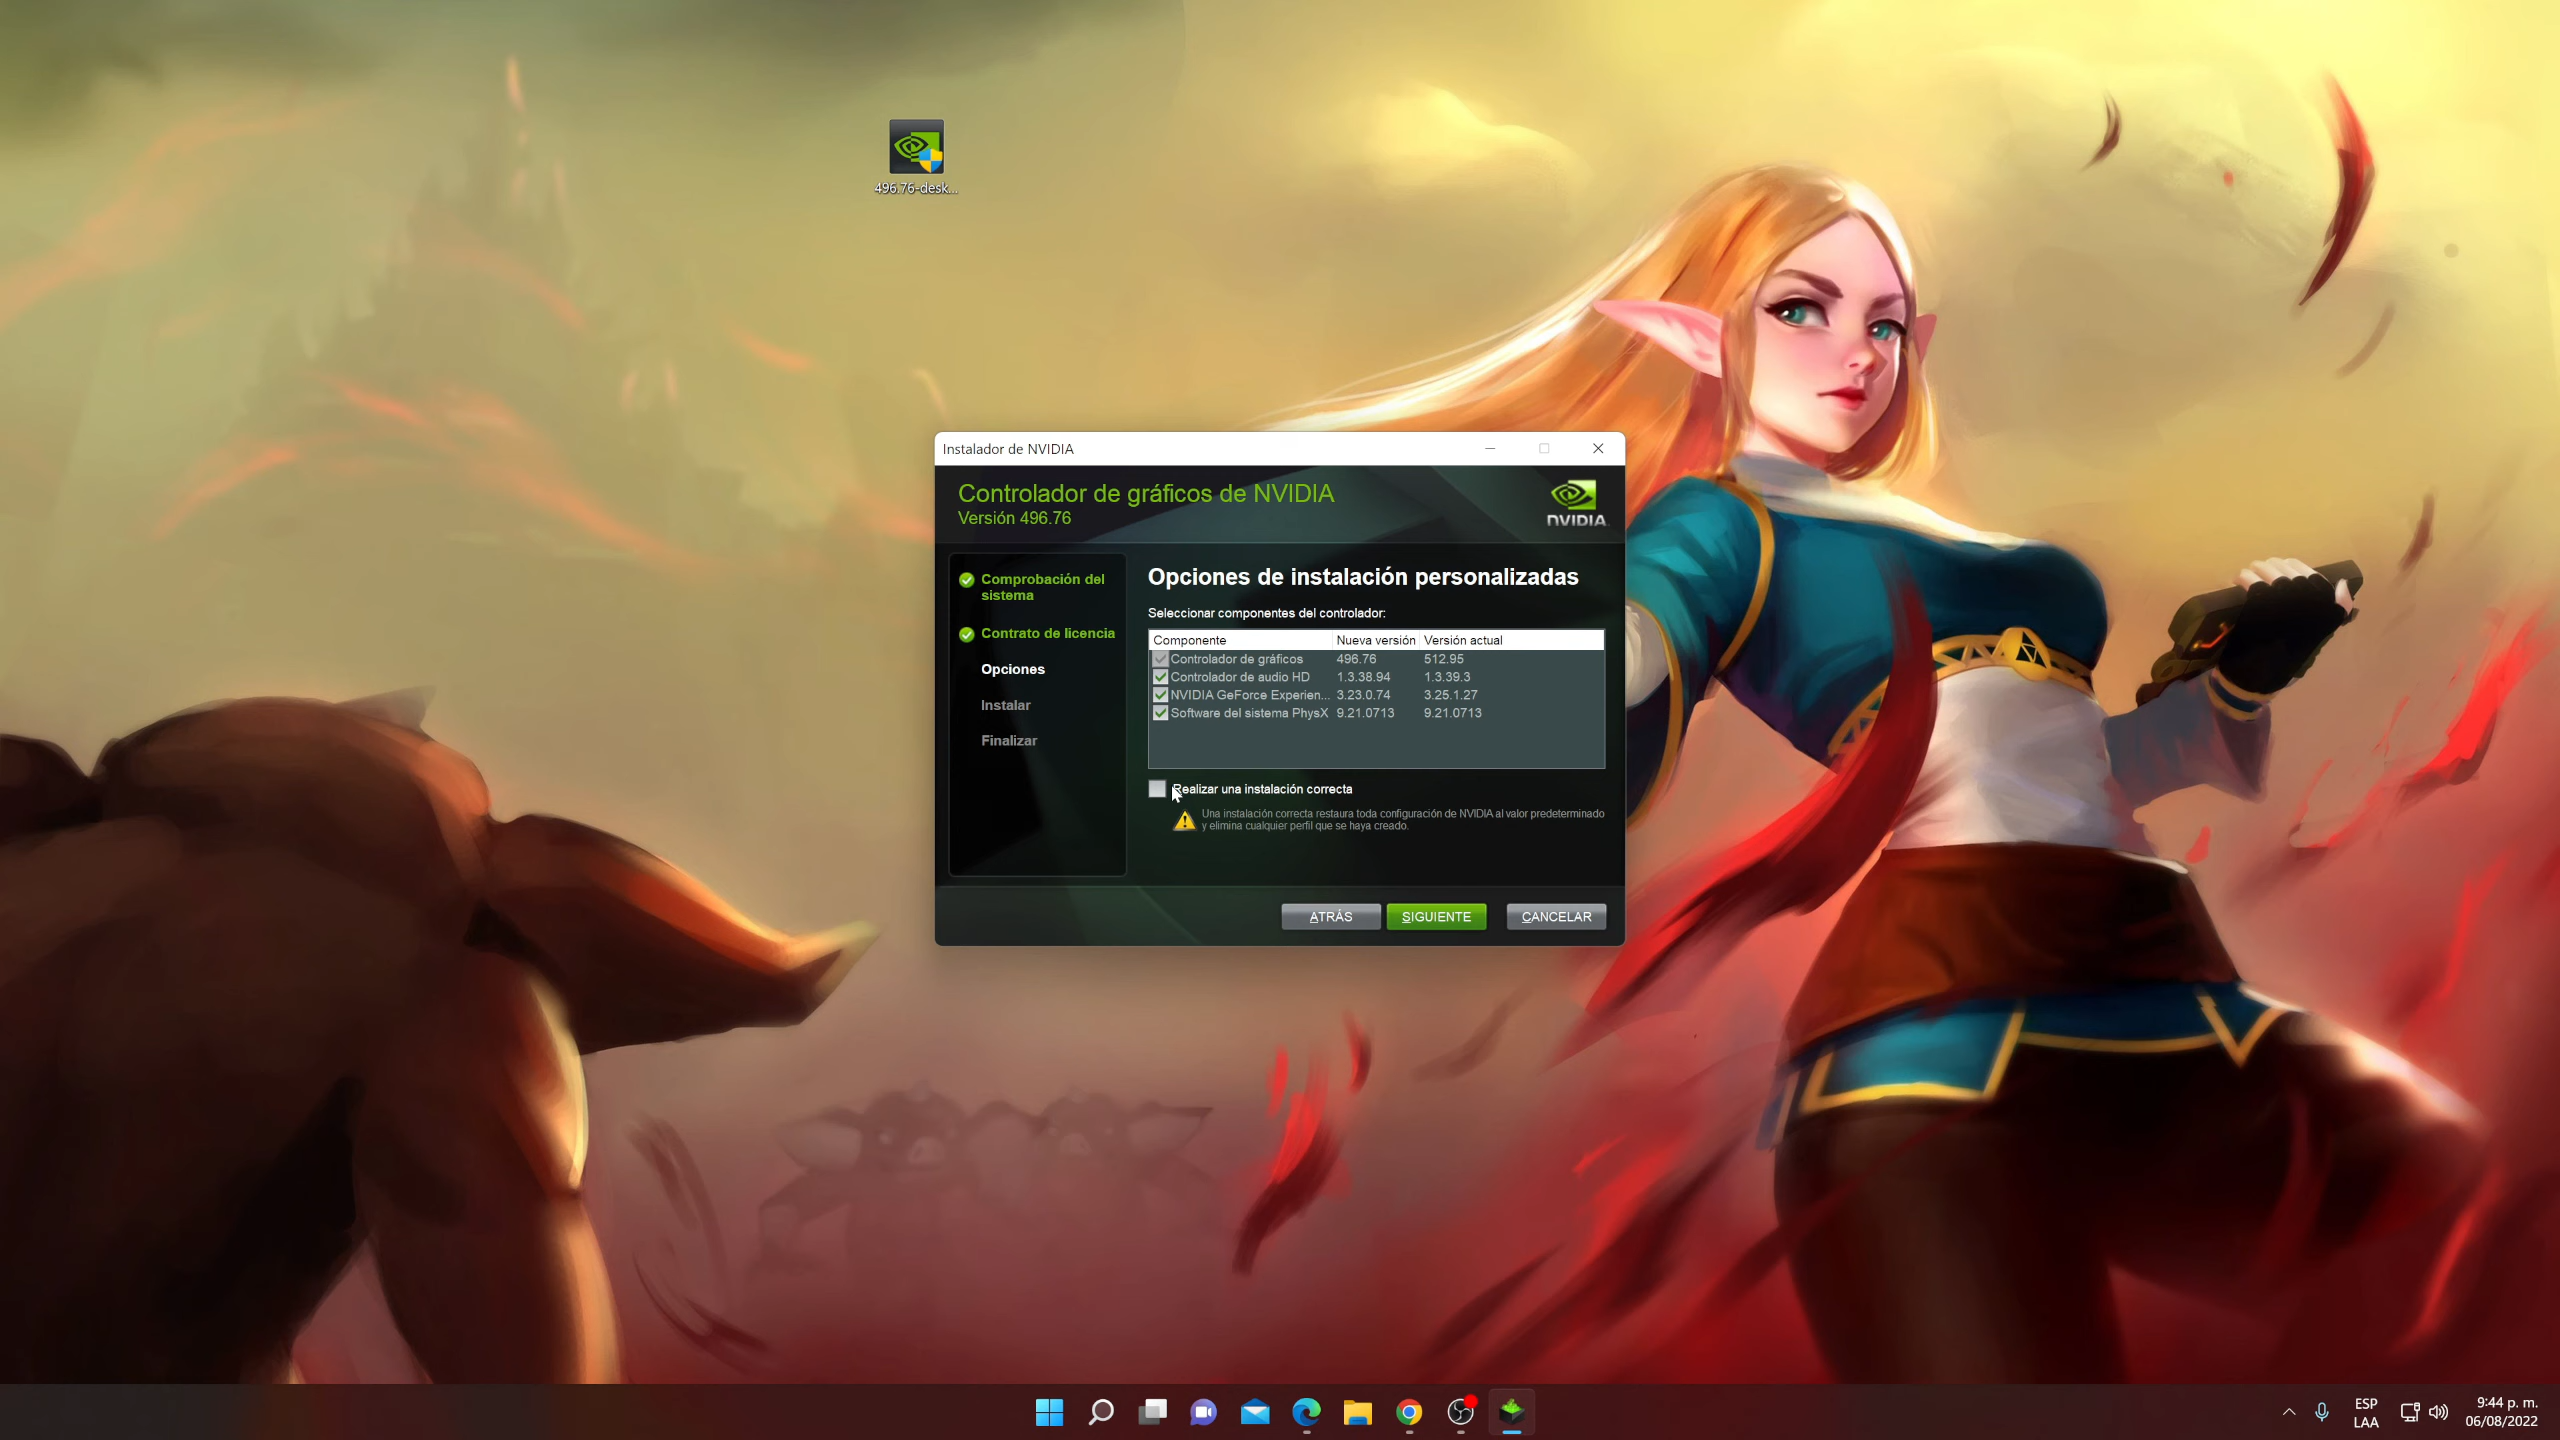 496.76-desk...
Instalador de NVIDIA
Controlador de gráficos de NVIDIA
Versión 496.76
NVIDIA
Comprobación del
sistema
Contrato de licencia
Opciones
Instalar
Finalizar
Opciones de instalación personalizadas
Seleccionar componentes del controlador:
Componente Nueva versión Versión actual
Controlador de gráficos 496.76 512.95
Controlador de audio HD 1.3.38.94 1.3.39.3
NVIDIA GeForce Experien... 3.23.0.74 3.25.1.27
Software del sistema PhysX 9.21.0713 9.21.0713
Realizar una instalación correcta
Una instalación correcta restaura toda configuración de NVIDIA al valor predeterminado
y elimina cualquier perfil que se haya creado.
ATRÁS SIGUIENTE CANCELAR
ESP
LAA
9:44 p. m.
06/08/2022